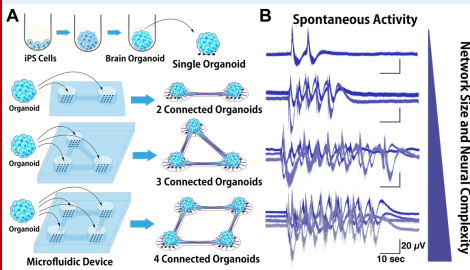 A
iPS Cells
Brain Organoid
Single Organoid
Organoid
2 Connected Organoids
Organoid
3 Connected Organoids
Organoid
Microfluidic Device
4 Connected Organoids
B
Spontaneous Activity
20 µV
10 sec
Network Size and Neural Complexity